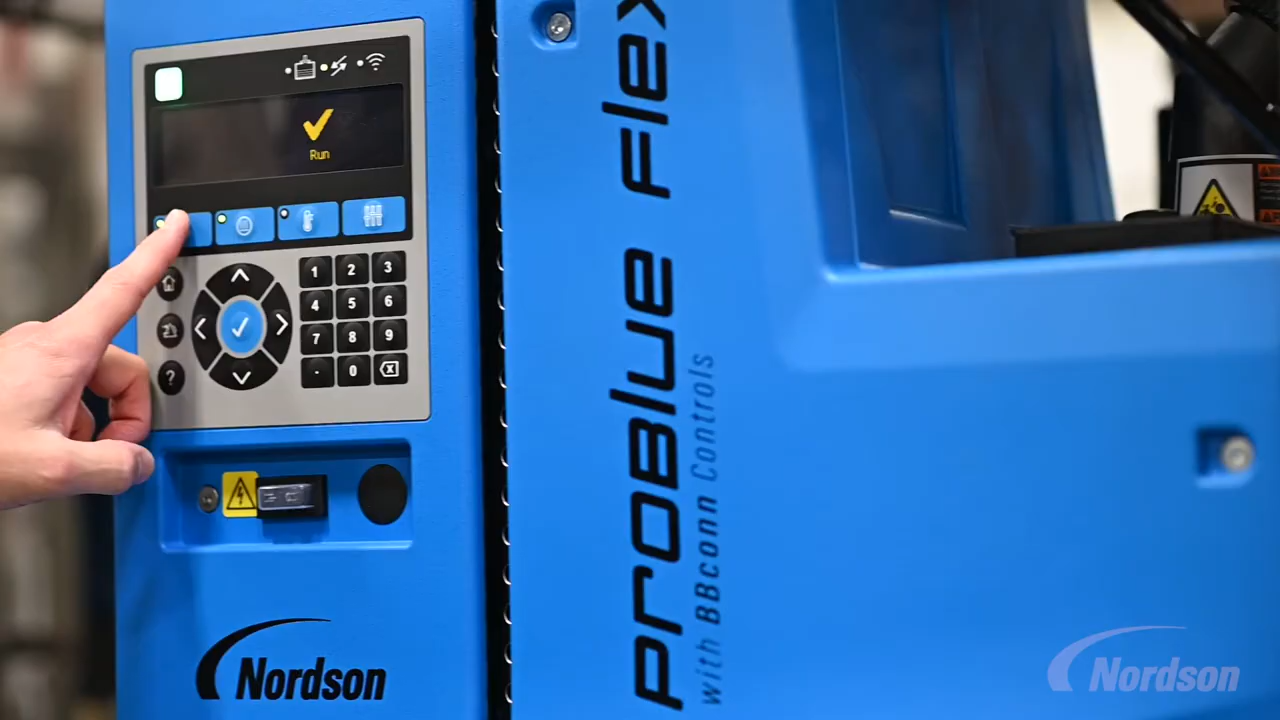 Run
1 2 3
4 5 6
7 8 9
. 0
?
Nordson
ProBlue Flex
with BBconn Controls
Nordson